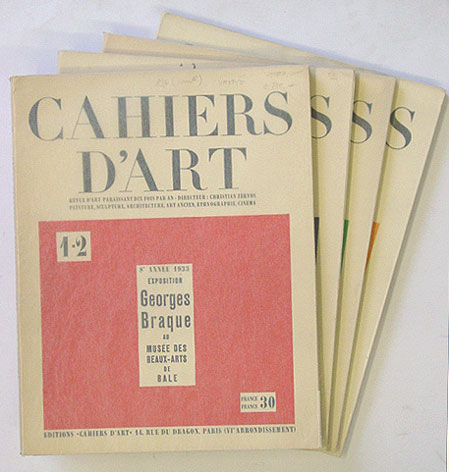 CAHIERS
D'ART
REVUE D'ART PARAISSANT DIX FOIS PAR AN / DIRECTEUR : CHRISTIAN ZERVOS
PEINTURE, SCULPTURE, ARCHITECTURE, ART ANCIEN, ETHNOGRAPHIE, CINÉMA
1-2
8e ANNÉE 1933
EXPOSITION
Georges
Braque
AU
MUSÉE DES
BEAUX-ARTS
DE
BALE
FRANCE 30
FRANCS
EDITIONS «CAHIERS D'ART» 14, RUE DU DRAGON, PARIS (VIe ARRONDISSEMENT)
S
S
S